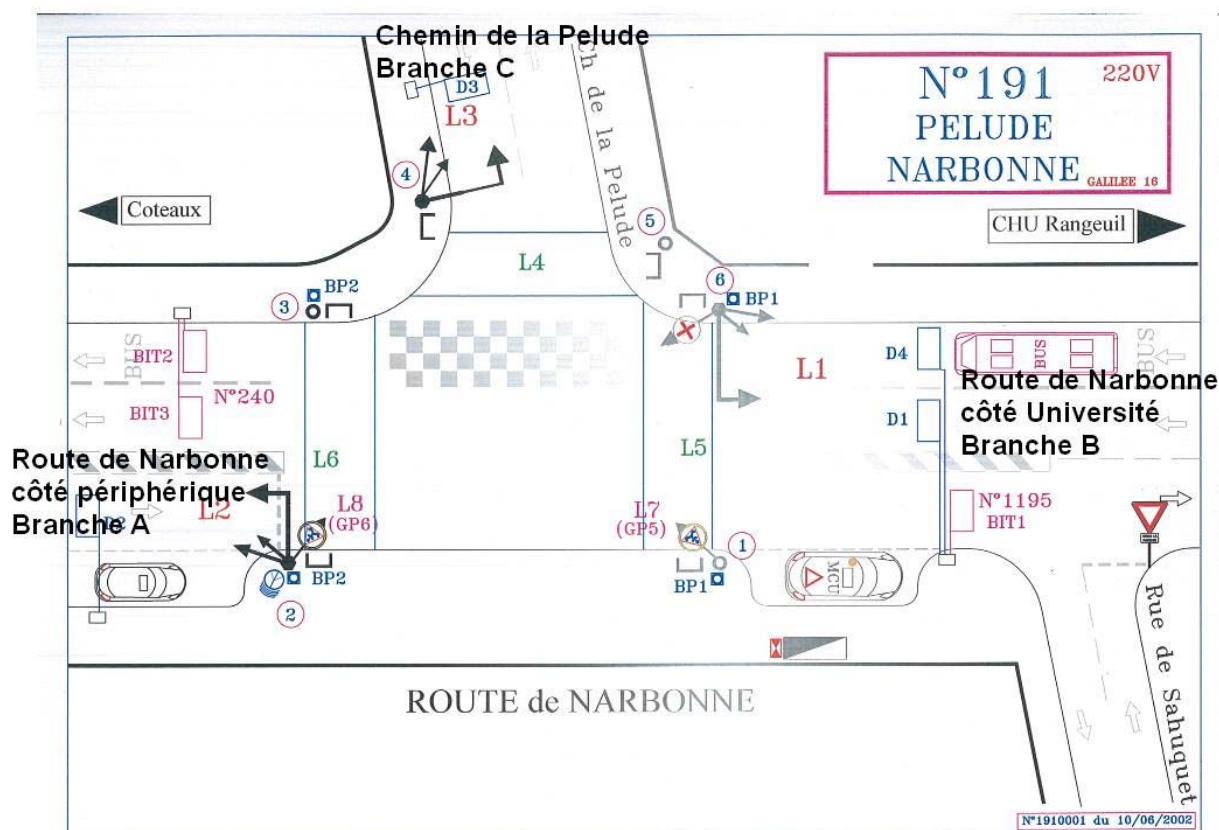 Chemin de la Pelude
Branche C
N°191
220V
PELUDE
NARBONNE
GALILEE 16
D3
L3
Ch de la Pelude
4
Coteaux
5
CHU Rangeuil
L4
6
BP2
3
BP1
BUS
BIT2
L1
D4
BUS
BUS
N°240
BIT3
D1
Route de Narbonne
côté Université
Branche B
L5
Route de Narbonne
côté périphérique
Branche A
L6
D2
L2
L8
(GP6)
L7
(GP5)
N°1195
BIT1
1
BP2
BP1
MCU
2
Rue de Sahuquet
ROUTE de NARBONNE
N°1910001 du 10/06/2002